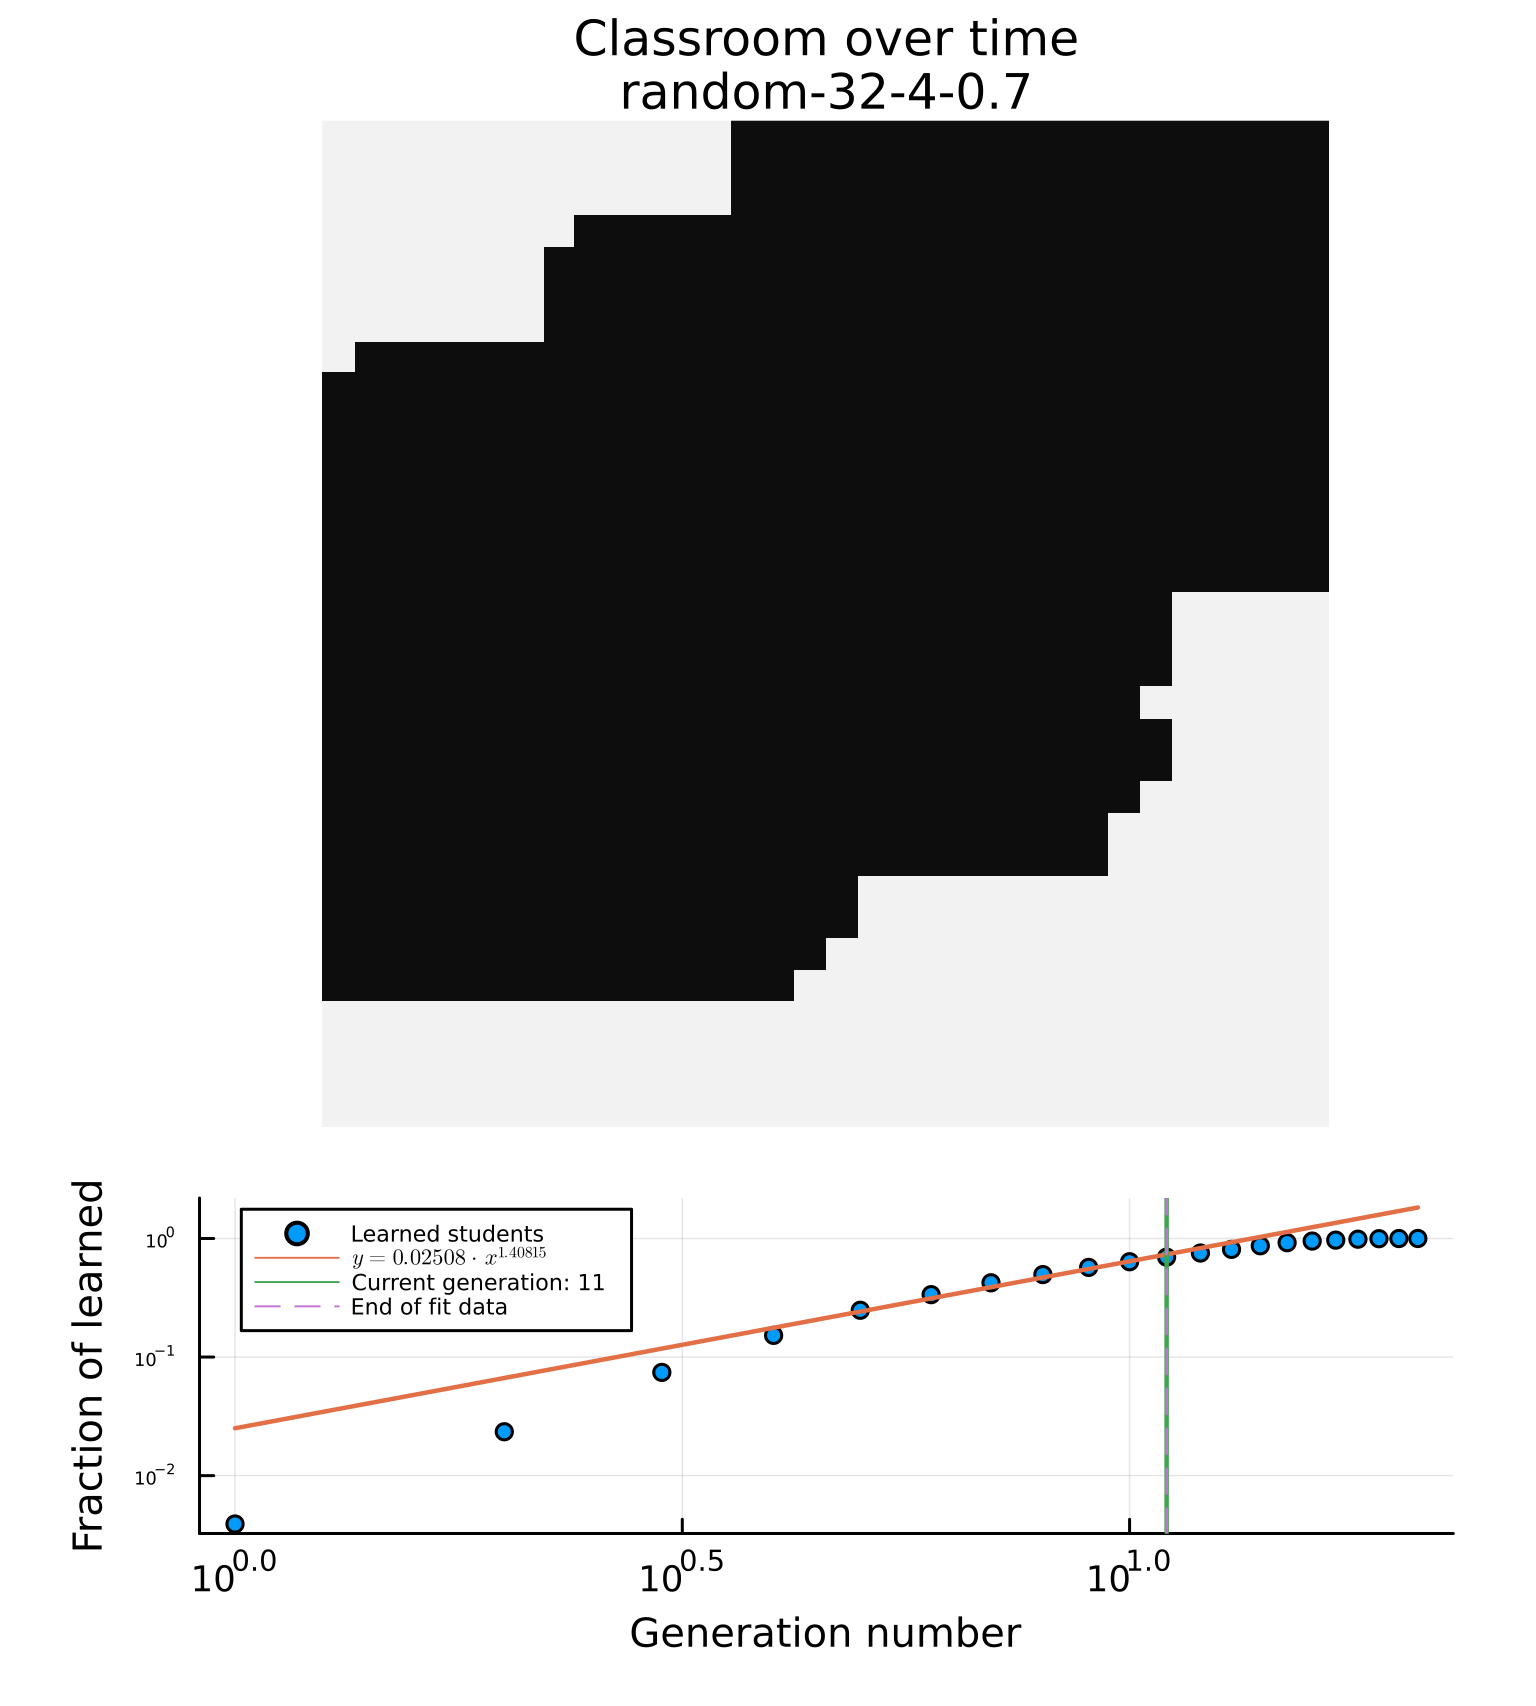 Classroom over time
random-32-4-0.7
Fraction of learned
10⁰
10⁻¹
10⁻²
Learned students
y = 0.02508 · x^1.40815
Current generation: 11
End of fit data
10^0.0 10^0.5 10^1.0
Generation number